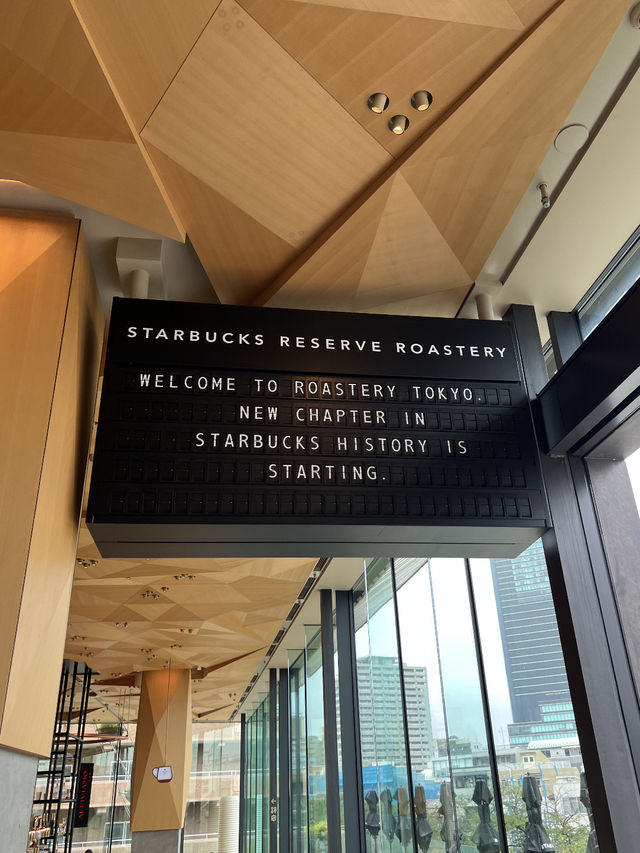 STARBUCKS RESERVE ROASTERY
WELCOME TO ROASTERY TOKYO.
NEW CHAPTER IN
STARBUCKS HISTORY IS
STARTING.